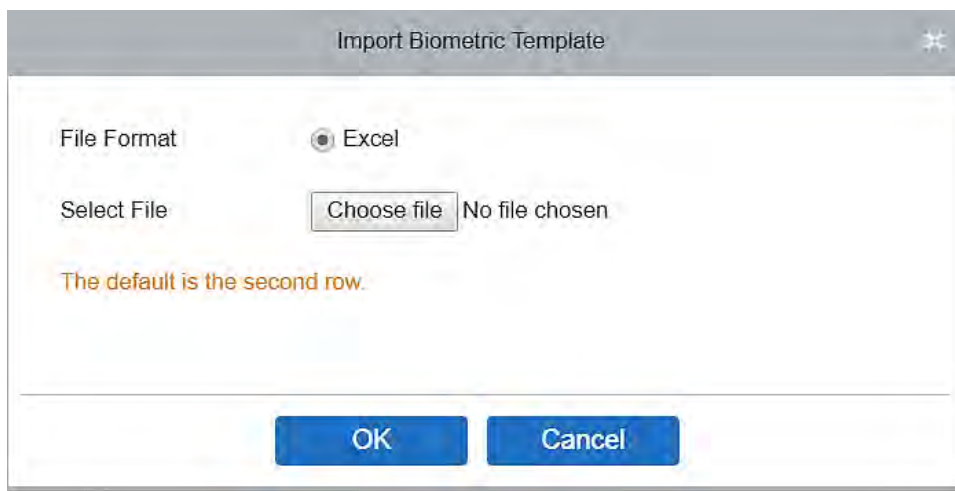 Import Biometric Template
File Format Excel
Select File Choose file No file chosen
The default is the second row.
OK Cancel